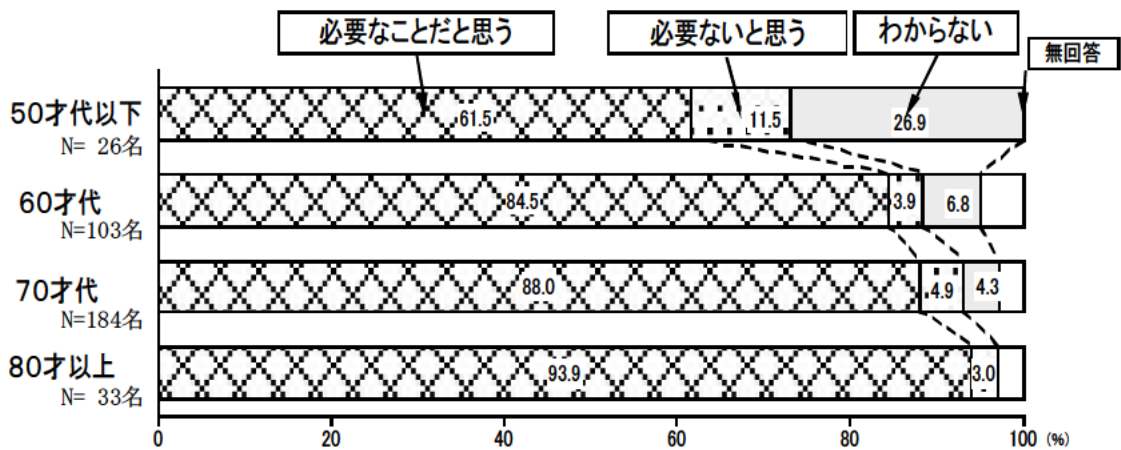 必要なことだと思う 必要ないと思う わからない 無回答
50才代以下 61.5 11.5 26.9
N= 26名
60才代 84.5 3.9 6.8
N=103名
70才代 88.0 4.9 4.3
N=184名
80才以上 93.9 3.0
N= 33名
0 20 40 60 80 100 (%)